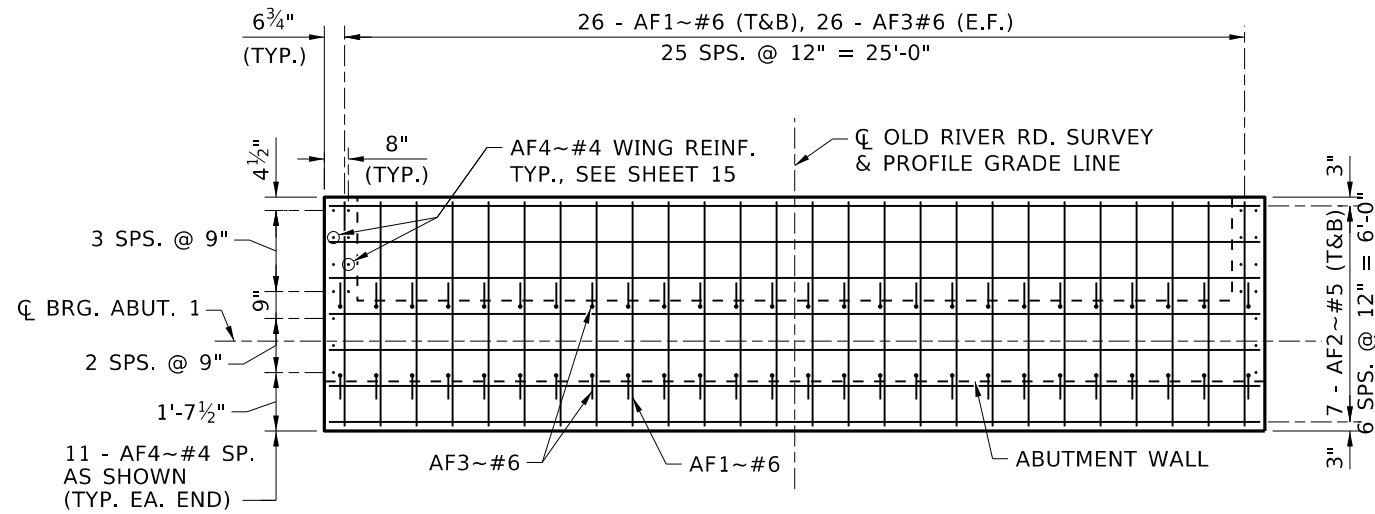 6¾"
(TYP.)
26 - AF1~#6 (T&B), 26 - AF3#6 (E.F.)
25 SPS. @ 12" = 25'-0"
4½"
8"
(TYP.)
AF4~#4 WING REINF.
TYP., SEE SHEET 15
℄ OLD RIVER RD. SURVEY
& PROFILE GRADE LINE
3"
3 SPS. @ 9"
9"
℄ BRG. ABUT. 1
2 SPS. @ 9"
1'-7½"
11 - AF4~#4 SP.
AS SHOWN
(TYP. EA. END)
AF3~#6
AF1~#6
ABUTMENT WALL
7 - AF2~#5 (T&B)
6 SPS. @ 12" = 6'-0"
3"